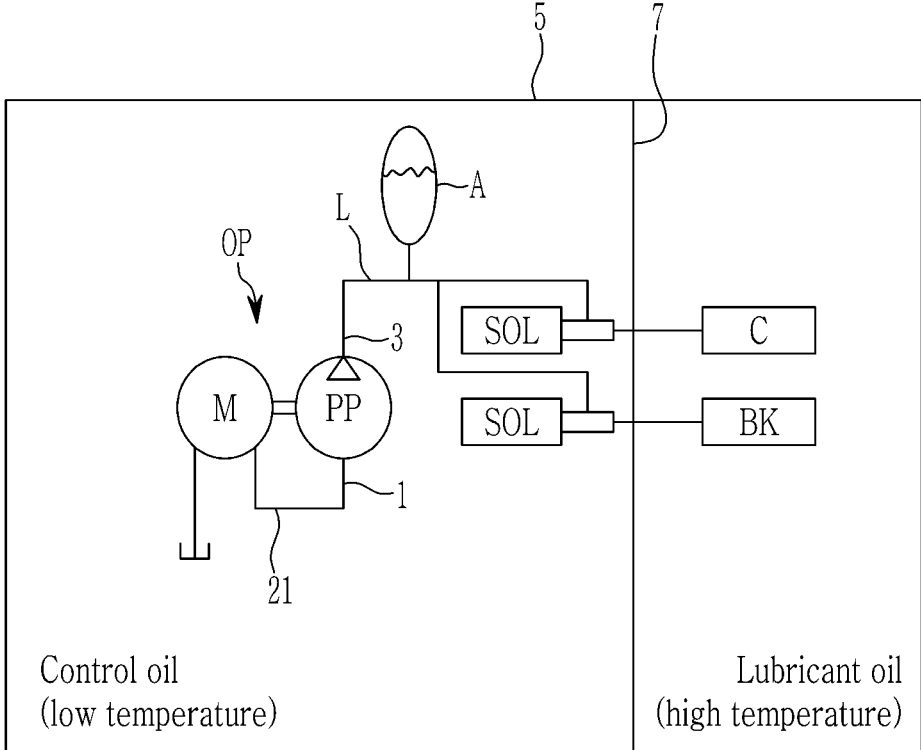 5
7
A
L
OP
3
SOL
C
M
PP
SOL
BK
1
21
Control oil
(low temperature)
Lubricant oil
(high temperature)